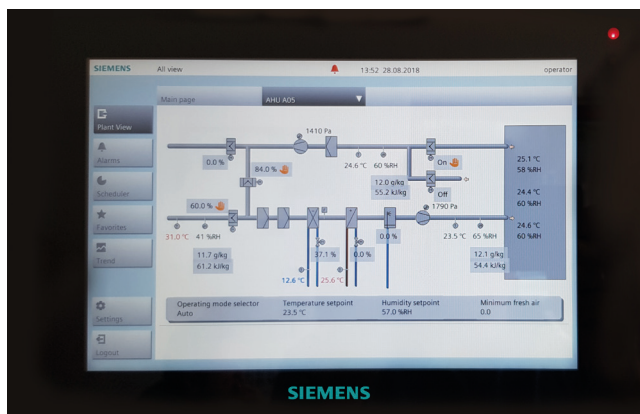 SIEMENS All view 13:52 28.08.2018 operator
Main page AHU A05
Plant View
Alarms
Scheduler
Favorites
Trend
Settings
Logout
1410 Pa
0.0 %
84.0 %
24.6 °C 60 %RH
On
12.0 g/kg
55.2 kJ/kg
Off
25.1 °C
58 %RH
24.4 °C
60 %RH
24.6 °C
60 %RH
60.0 %
1790 Pa
31.0 °C 41 %RH
0.0 %
23.5 °C 65 %RH
11.7 g/kg
61.2 kJ/kg
37.1 %
0.0 %
12.1 g/kg
54.4 kJ/kg
12.6 °C 25.6 °C
Operating mode selector Temperature setpoint Humidity setpoint Minimum fresh air
Auto 23.5 °C 57.0 %RH 0.0
SIEMENS